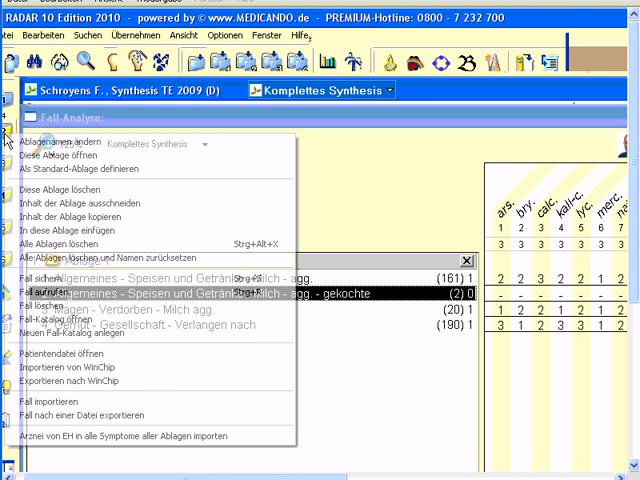 RADAR 10 Edition 2010 - powered by © www.MEDICANDO.de - PREMIUM-Hotline: 0800 - 7 232 700
tei Bearbeiten Suchen Übernehmen Ansicht Optionen Fenster Hilfe
Schroyens F. , Synthesis TE 2009 (D) Komplettes Synthesis
Fall-Analyse:
Ablagenamen ändern
Komplettes Synthesis
Diese Ablage öffnen
Als Standard-Ablage definieren
Diese Ablage löschen
Inhalt der Ablage ausschneiden
Inhalt der Ablage kopieren
In diese Ablage einfügen
Alle Ablagen löschen Strg+Alt+X
Alle Ablagen löschen und Namen zurücksetzen
Fall sichern Strg+S
Fall aufrufen Strg+R
Fall löschen
Fall-Katalog öffnen
Neuen Fall-Katalog anlegen
Patientendatei öffnen
Importieren von WinChip
Exportieren nach WinChip
Fall importieren
Fall nach einer Datei exportieren
Arznei von EH in alle Symptome aller Ablagen importen
1. Ablage 1
1. Allgemeines - Speisen und Getränke - Milch - agg. (161) 1
2. Allgemeines - Speisen und Getränke - Milch - agg. - gekochte (2) 0
3. Magen - Verdorben - Milch agg. (20) 1
4. Gemüt - Gesellschaft - Verlangen nach (190) 1
ars. bry. calc. kali-c. lyc. merc.
1 2 3 4 5 6 7
3 3 3 3 3 3 3
2 2 3 2 2 1 2
1 2 2 1 2 1
3 1 2 3 2 1